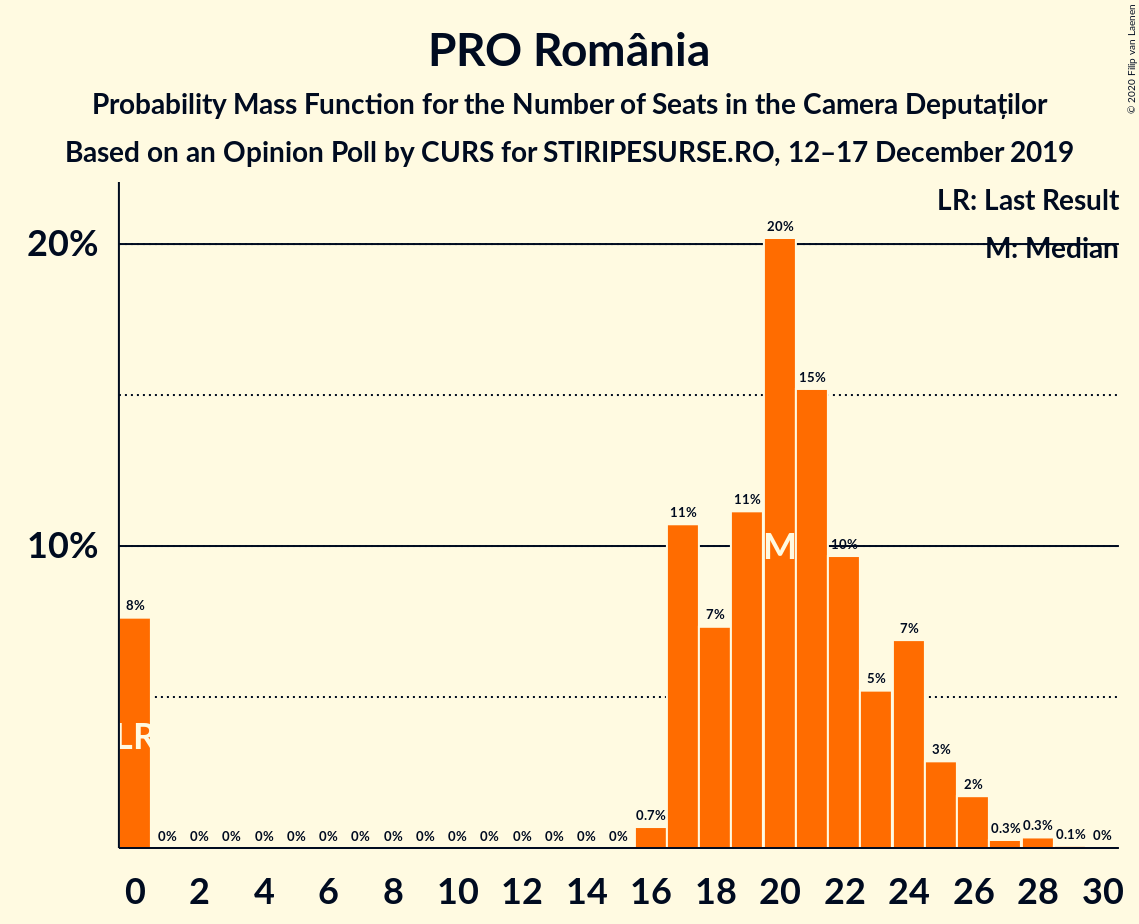 PRO România
Probability Mass Function for the Number of Seats in the Camera Deputaților
Based on an Opinion Poll by CURS for STIRIPESURSE.RO, 12–17 December 2019
© 2020 Filip van Laenen
LR: Last Result
M: Median
20%
10%
8% 0% 0% 0% 0% 0% 0% 0% 0% 0% 0% 0% 0% 0% 0% 0% 0.7% 11% 7% 11% 20% 15% 10% 5% 7% 3% 2% 0.3% 0.3% 0.1% 0%
LR
M
0 2 4 6 8 10 12 14 16 18 20 22 24 26 28 30